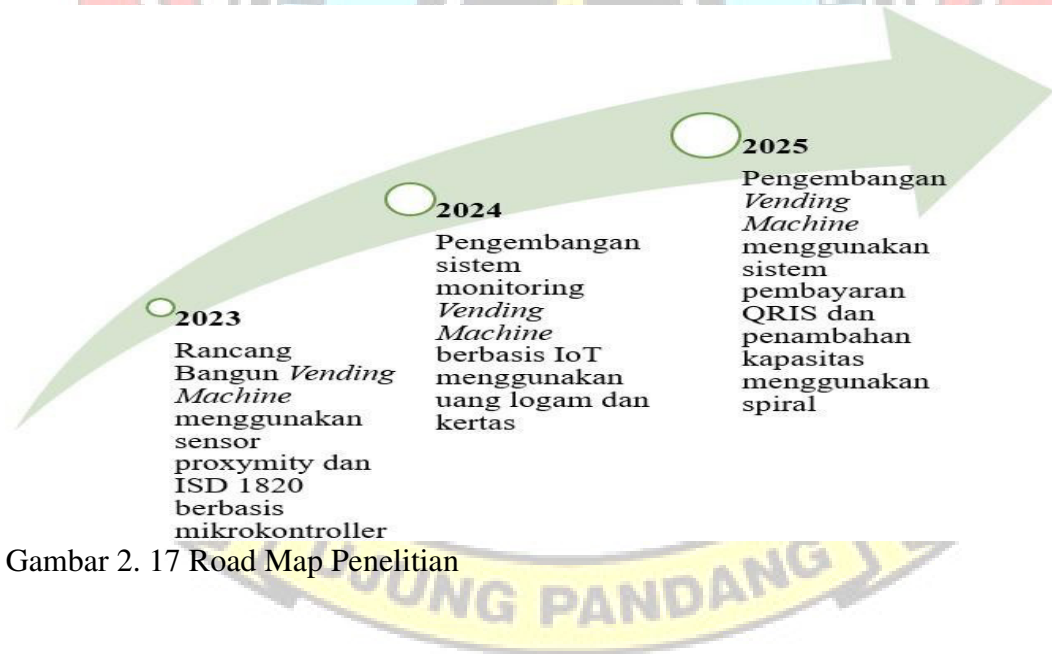 2023
Rancang
Bangun Vending
Machine
menggunakan
sensor
proxymity dan
ISD 1820
berbasis
mikrokontroller
2024
Pengembangan
sistem
monitoring
Vending
Machine
berbasis IoT
menggunakan
uang logam dan
kertas
2025
Pengembangan
Vending
Machine
menggunakan
sistem
pembayaran
QRIS dan
penambahan
kapasitas
menggunakan
spiral
Gambar 2. 17 Road Map Penelitian
UJUNG PANDANG